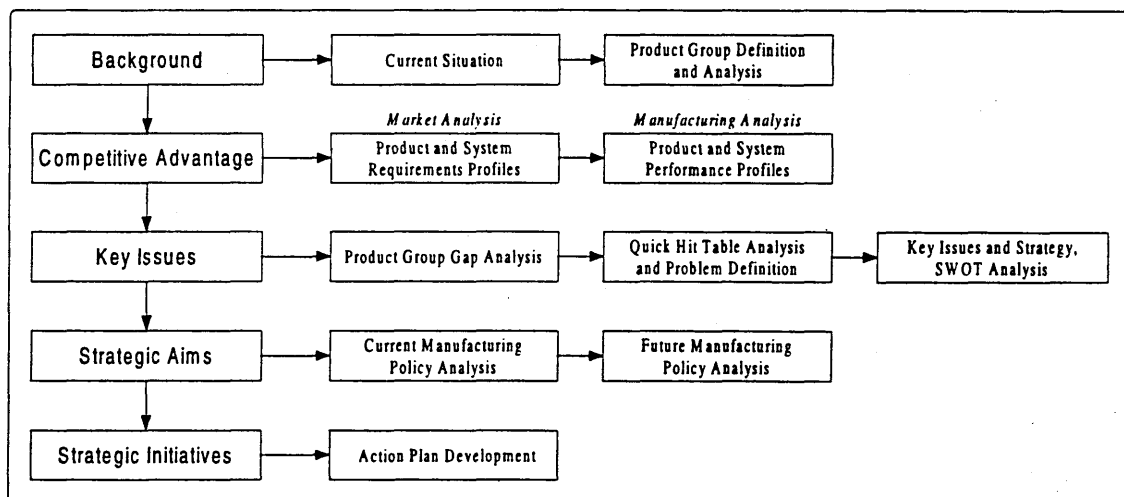 Background
Current Situation
Product Group Definition
and Analysis
Market Analysis
Manufacturing Analysis
Competitive Advantage
Product and System
Requirements Profiles
Product and System
Performance Profiles
Key Issues
Product Group Gap Analysis
Quick Hit Table Analysis
and Problem Definition
Key Issues and Strategy,
SWOT Analysis
Strategic Aims
Current Manufacturing
Policy Analysis
Future Manufacturing
Policy Analysis
Strategic Initiatives
Action Plan Development